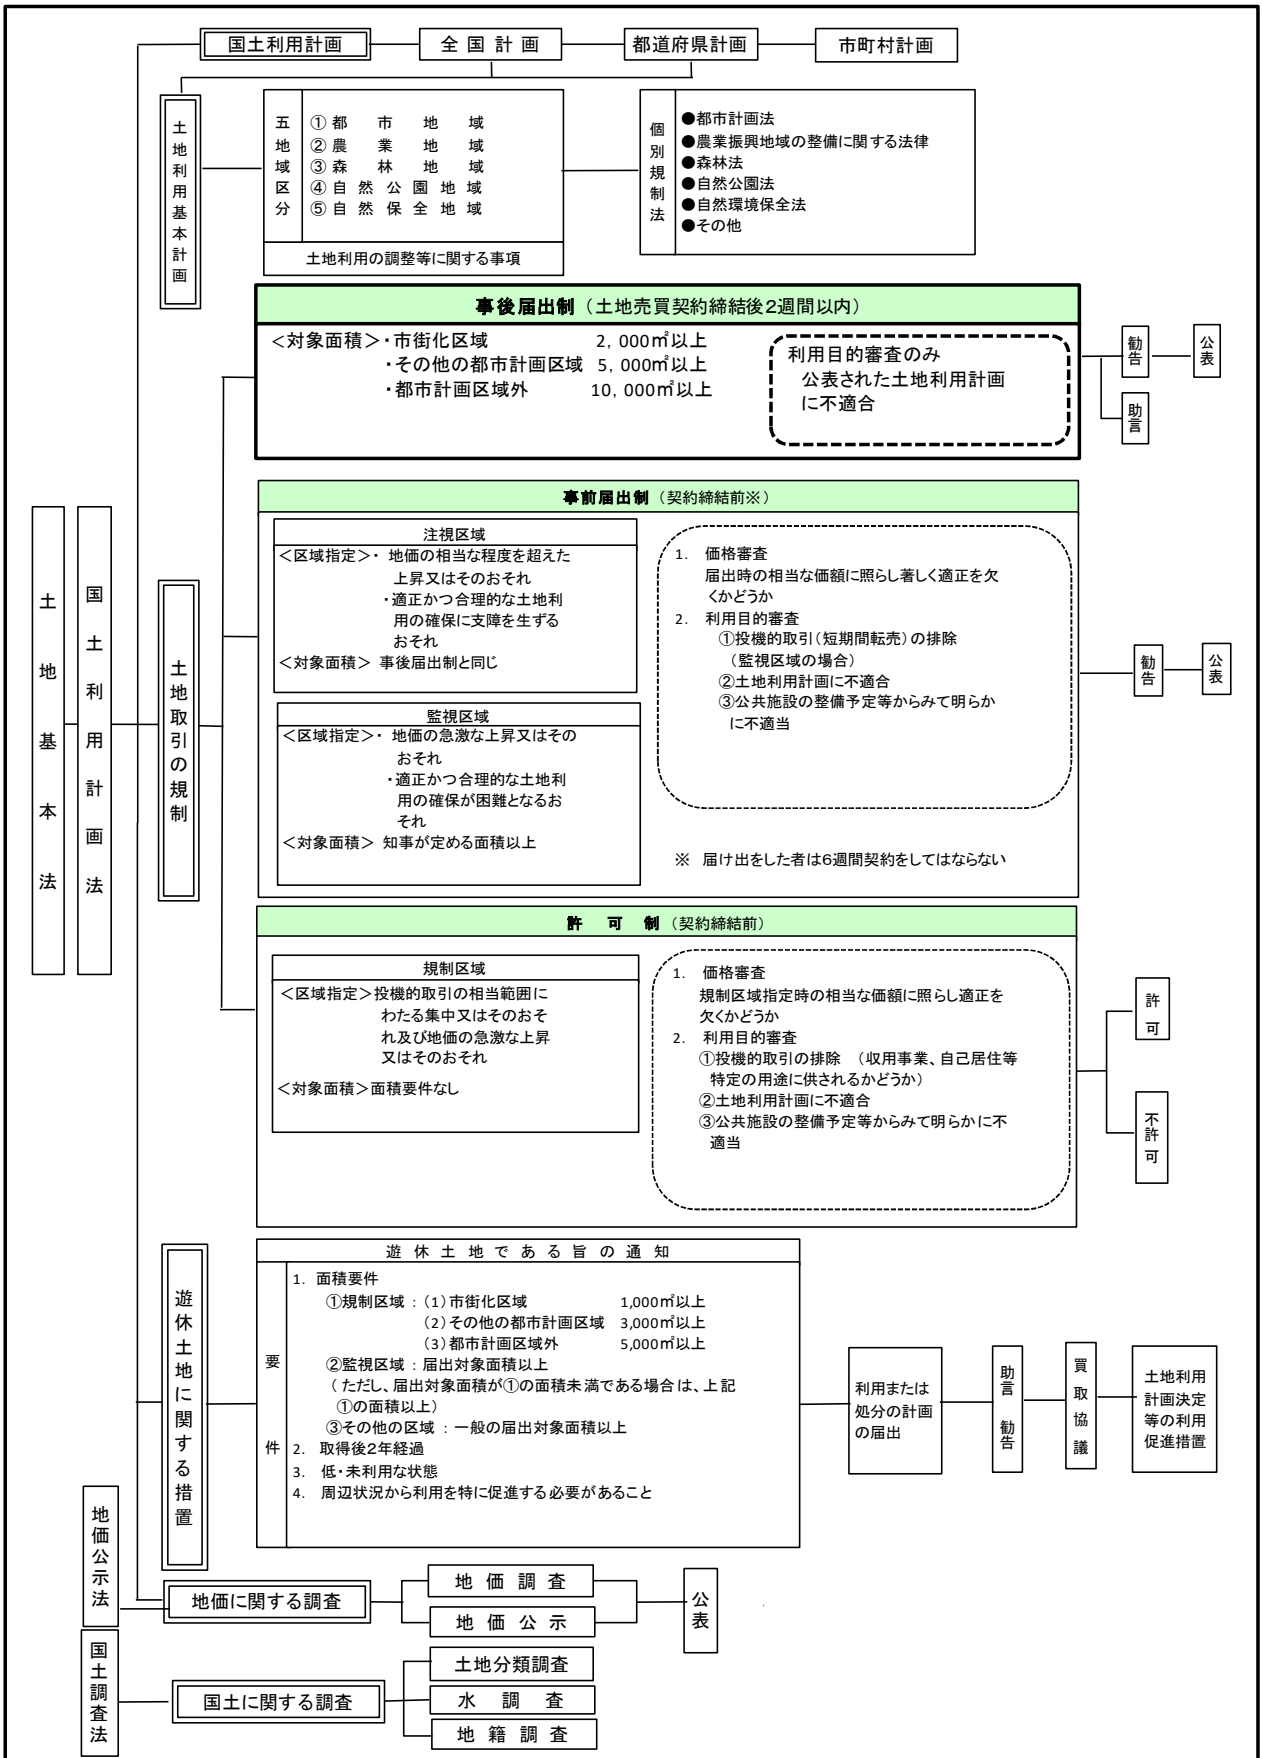 国土利用計画
全国計画
都道府県計画
市町村計画
土地利用基本計画
五地域区分
①都市地域
②農業地域
③森林地域
④自然公園地域
⑤自然保全地域
土地利用の調整等に関する事項
個別規制法
●都市計画法
●農業振興地域の整備に関する法律
●森林法
●自然公園法
●自然環境保全法
●その他
事後届出制（土地売買契約締結後２週間以内）
＜対象面積＞・市街化区域 2，000㎡以上
・その他の都市計画区域 5，000㎡以上
・都市計画区域外 10，000㎡以上
利用目的審査のみ
公表された土地利用計画
に不適合
勧告
公表
助言
土地基本法
国土利用計画法
土地取引の規制
事前届出制（契約締結前※）
注視区域
＜区域指定＞・ 地価の相当な程度を超えた
上昇又はそのおそれ
・適正かつ合理的な土地利
用の確保に支障を生ずる
おそれ
＜対象面積＞ 事後届出制と同じ
監視区域
＜区域指定＞・ 地価の急激な上昇又はその
おそれ
・適正かつ合理的な土地利
用の確保が困難となるお
それ
＜対象面積＞ 知事が定める面積以上
1. 価格審査
届出時の相当な価額に照らし著しく適正を欠
くかどうか
2. 利用目的審査
①投機的取引（短期間転売）の排除
（監視区域の場合）
②土地利用計画に不適合
③公共施設の整備予定等からみて明らか
に不適当
※ 届け出をした者は６週間契約をしてはならない
勧告
公表
許可制（契約締結前）
規制区域
＜区域指定＞投機的取引の相当範囲に
わたる集中又はそのおそ
れ及び地価の急激な上昇
又はそのおそれ
＜対象面積＞面積要件なし
1. 価格審査
規制区域指定時の相当な価額に照らし適正を
欠くかどうか
2. 利用目的審査
①投機的取引の排除 （収用事業、自己居住等
特定の用途に供されるかどうか）
②土地利用計画に不適合
③公共施設の整備予定等からみて明らかに不
適当
許可
不許可
遊休土地に関する措置
遊休土地である旨の通知
要件
1. 面積要件
①規制区域：（1）市街化区域 1,000㎡以上
（2）その他の都市計画区域 3,000㎡以上
（3）都市計画区域外 5,000㎡以上
②監視区域：届出対象面積以上
（ただし、届出対象面積が①の面積未満である場合は、上記
①の面積以上）
③その他の区域：一般の届出対象面積以上
2. 取得後２年経過
3. 低・未利用な状態
4. 周辺状況から利用を特に促進する必要があること
利用または
処分の計画
の届出
助言 勧告
買取協議
土地利用
計画決定
等の利用
促進措置
地価公示法
地価に関する調査
地価調査
地価公示
公表
国土調査法
国土に関する調査
土地分類調査
水調査
地籍調査